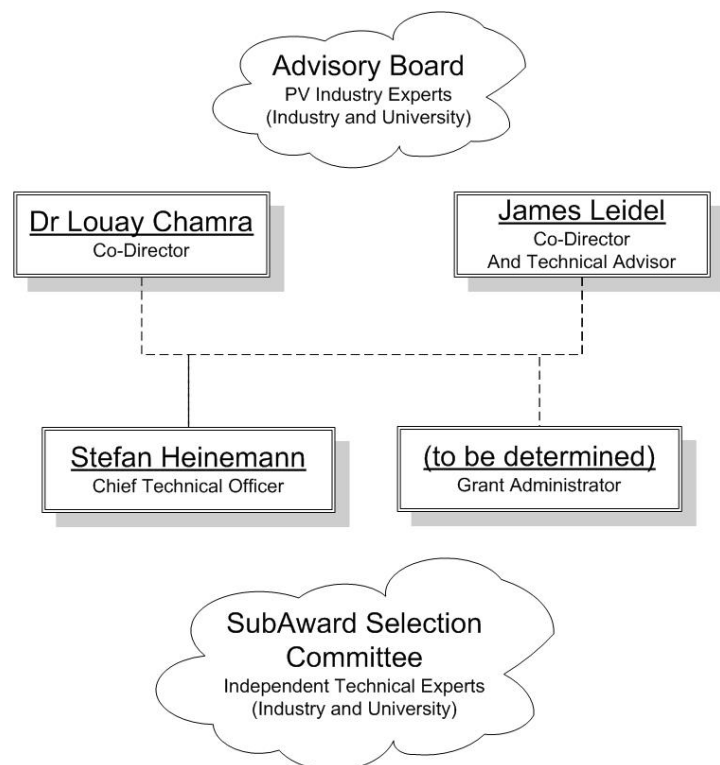 Advisory Board
PV Industry Experts
(Industry and University)
Dr Louay Chamra
Co-Director
James Leidel
Co-Director
And Technical Advisor
Stefan Heinemann
Chief Technical Officer
(to be determined)
Grant Administrator
SubAward Selection
Committee
Independent Technical Experts
(Industry and University)